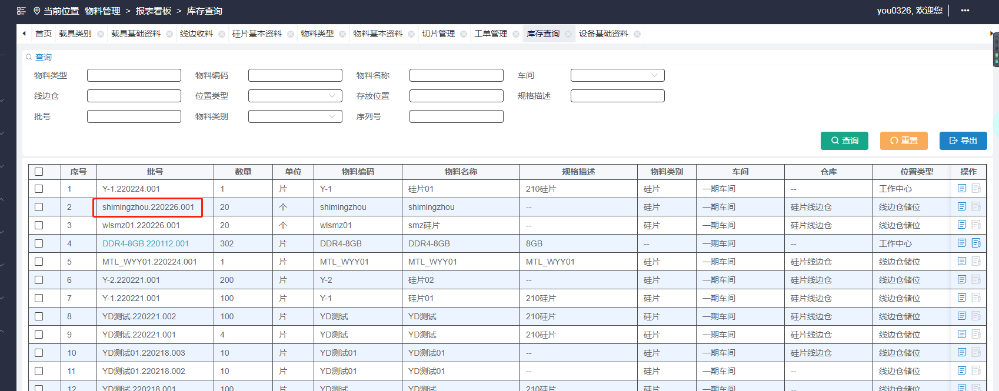 当前位置 物料管理 > 报表看板 > 库存查询 you0326, 欢迎您
首页 载具类别 载具基础资料 线边收料 硅片基本资料 物料类型 物料基本资料 切片管理 工单管理 库存查询 设备基础资料
查询
物料类型 物料编码 物料名称 车间
线边仓 位置类型 存放位置 规格描述
批号 物料类别 序列号
查询 重置 导出
序号 批号 数量 单位 物料编码 物料名称 规格描述 物料类别 车间 仓库 位置类型 操作
1 Y-1.220224.001 1 片 Y-1 硅片01 210硅片 硅片 一期车间 -- 工作中心
2 shimingzhou.220226.001 20 个 shimingzhou shimingzhou -- 硅片 一期车间 硅片线边仓 线边仓储位
3 wlsmz01.220226.001 20 个 wlsmz01 smz硅片 -- 硅片 一期车间 硅片线边仓 线边仓储位
4 DDR4-8GB.220112.001 302 片 DDR4-8GB DDR4-8GB 8GB -- 一期车间 -- 工作中心
5 MTL_WYY01.220224.001 1 片 MTL_WYY01 MTL_WYY01 MTL_WYY01 硅片 一期车间 硅片线边仓 线边仓储位
6 Y-2.220221.001 200 片 Y-2 硅片02 -- 硅片 一期车间 硅片线边仓 线边仓储位
7 Y-1.220221.001 100 片 Y-1 硅片01 210硅片 硅片 一期车间 硅片线边仓 线边仓储位
8 YD测试.220221.002 100 片 YD测试 YD测试 210硅片 硅片 一期车间 硅片线边仓 线边仓储位
9 YD测试.220221.001 4 片 YD测试 YD测试 210硅片 硅片 一期车间 硅片线边仓 线边仓储位
10 YD测试01.220218.003 10 片 YD测试01 YD测试01 -- 硅片 一期车间 硅片线边仓 线边仓储位
11 YD测试01.220218.002 10 片 YD测试01 YD测试01 -- 硅片 一期车间 -- 线边仓储位
12 YD测试.220218.001 100 片 YD测试 YD测试 210硅片 硅片 一期车间 硅片线边仓 线边仓储位